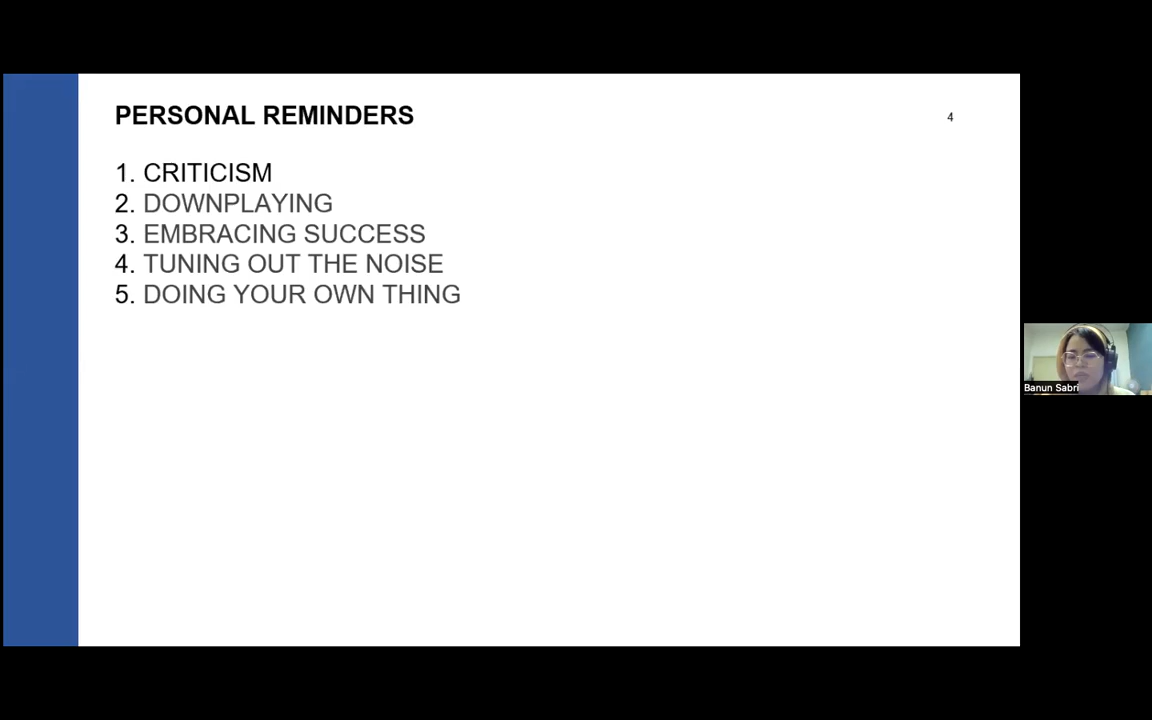 PERSONAL REMINDERS
4
1. CRITICISM
2. DOWNPLAYING
3. EMBRACING SUCCESS
4. TUNING OUT THE NOISE
5. DOING YOUR OWN THING
Banun Sabri